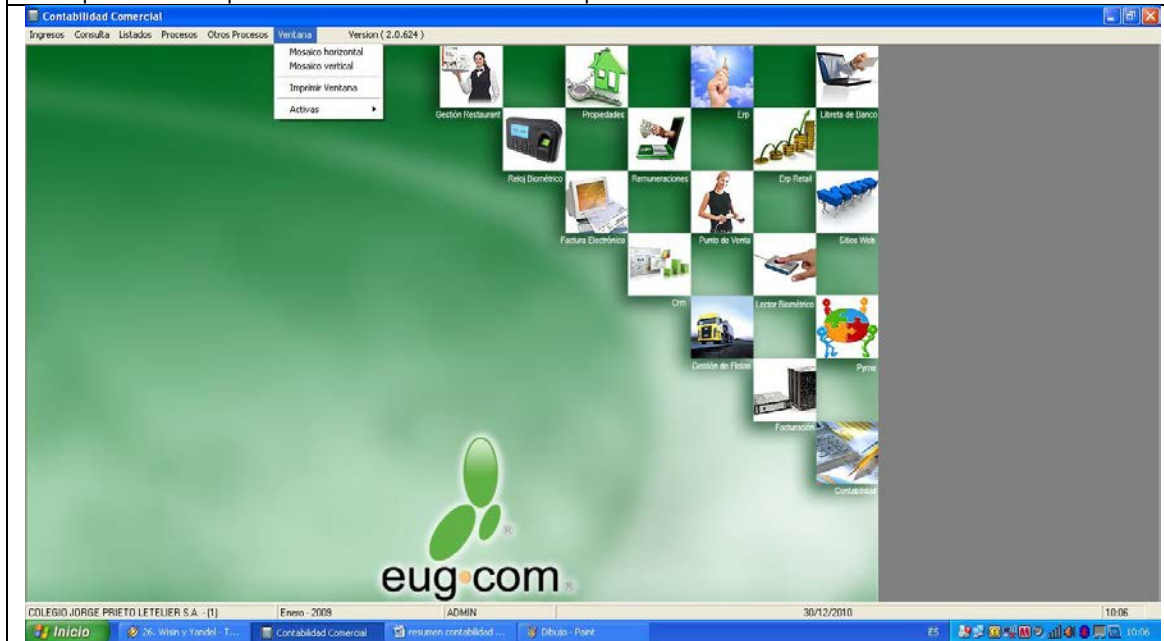 Contabilidad Comercial
Ingresos Consulta Listados Procesos Otros Procesos Ventana Version ( 2.0.624 )
Mosaico horizontal
Mosaico vertical
Imprimir Ventana
Activas
Gestión Restaurant Propiedades Erp Libreta de Banco
Reloj Biométrico Remuneraciones Erp Retail
Factura Electrónica Punto de Venta Sitios Web
Crm Lector Biométrico
Gestión de Flotas Pyme
Facturación
Contabilidad
eug com
COLEGIO JORGE PRIETO LETELIER S.A. - (1) Enero - 2009 ADMIN 30/12/2010 10:06
Inicio 26. Wisin y Yandel - T... Contabilidad Comercial resumen contabilidad ... Dibujo - Paint ES 10:06